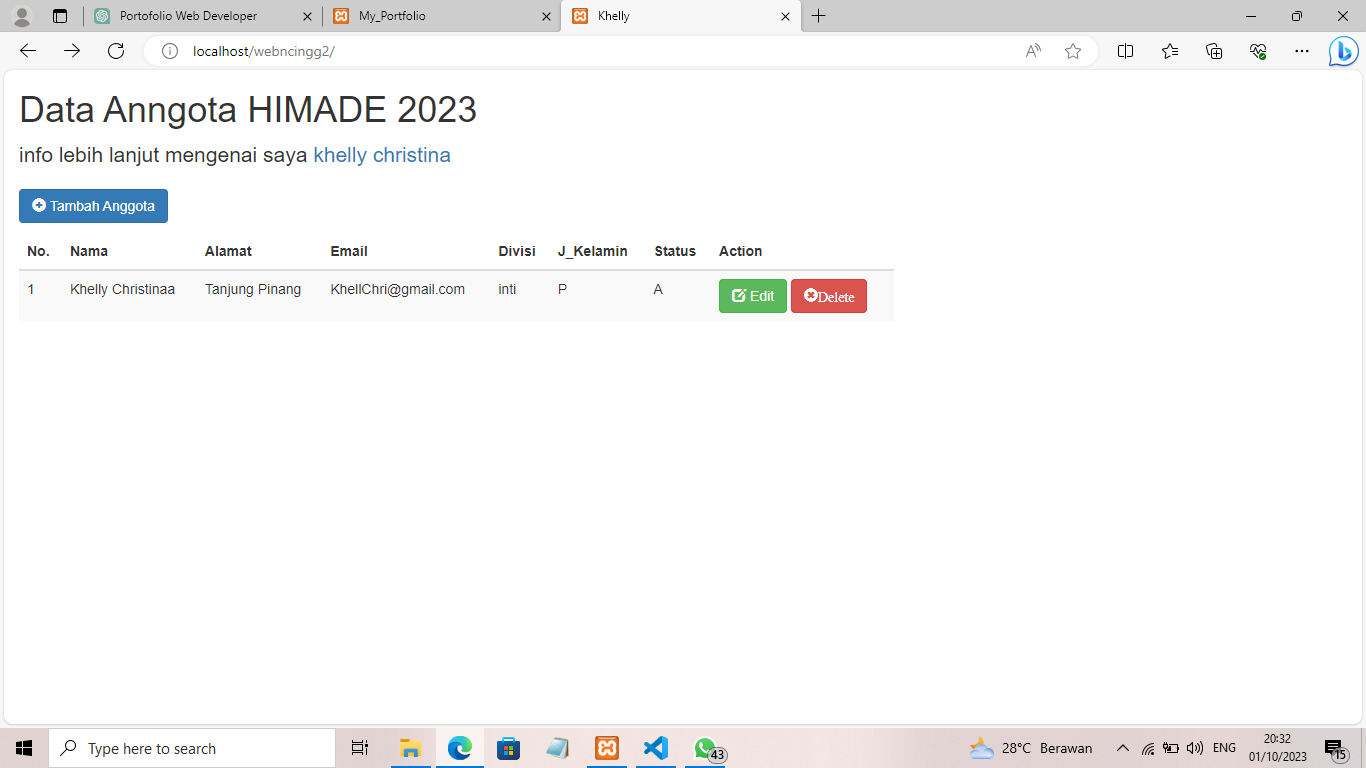 Portofolio Web Developer
My_Portfolio
Khelly
localhost/webncingg2/
Data Anngota HIMADE 2023
info lebih lanjut mengenai saya khelly christina
Tambah Anggota
No. Nama Alamat Email Divisi J_Kelamin Status Action
1 Khelly Christinaa Tanjung Pinang KhellChri@gmail.com inti P A Edit Delete
Type here to search
43
28°C Berawan
ENG
20:32
01/10/2023
15